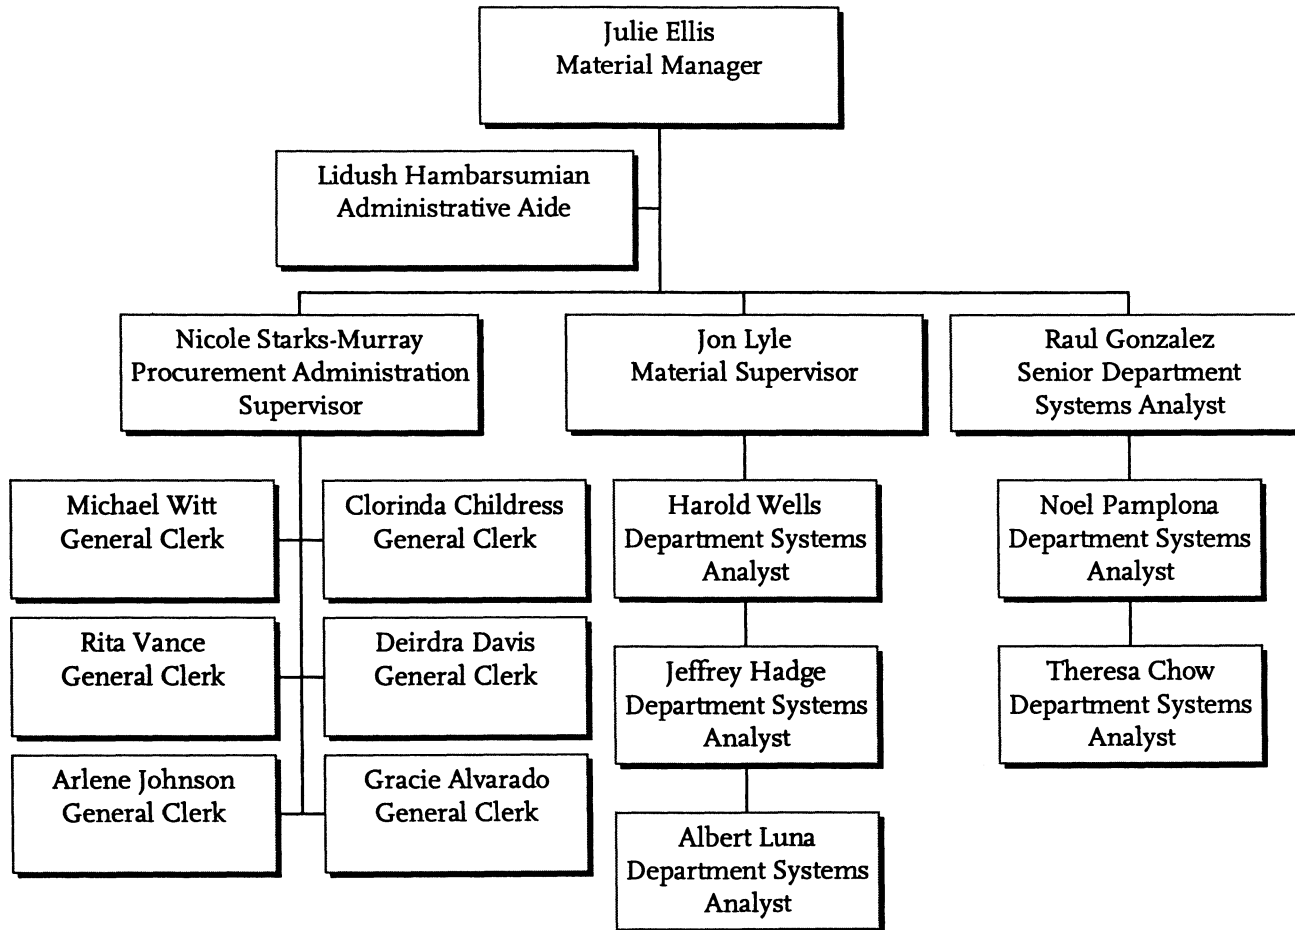 Julie Ellis
Material Manager
Lidush Hambarsumian
Administrative Aide
Nicole Starks-Murray
Procurement Administration
Supervisor
Jon Lyle
Material Supervisor
Raul Gonzalez
Senior Department
Systems Analyst
Michael Witt
General Clerk
Clorinda Childress
General Clerk
Harold Wells
Department Systems
Analyst
Noel Pamplona
Department Systems
Analyst
Rita Vance
General Clerk
Deirdra Davis
General Clerk
Jeffrey Hadge
Department Systems
Analyst
Theresa Chow
Department Systems
Analyst
Arlene Johnson
General Clerk
Gracie Alvarado
General Clerk
Albert Luna
Department Systems
Analyst